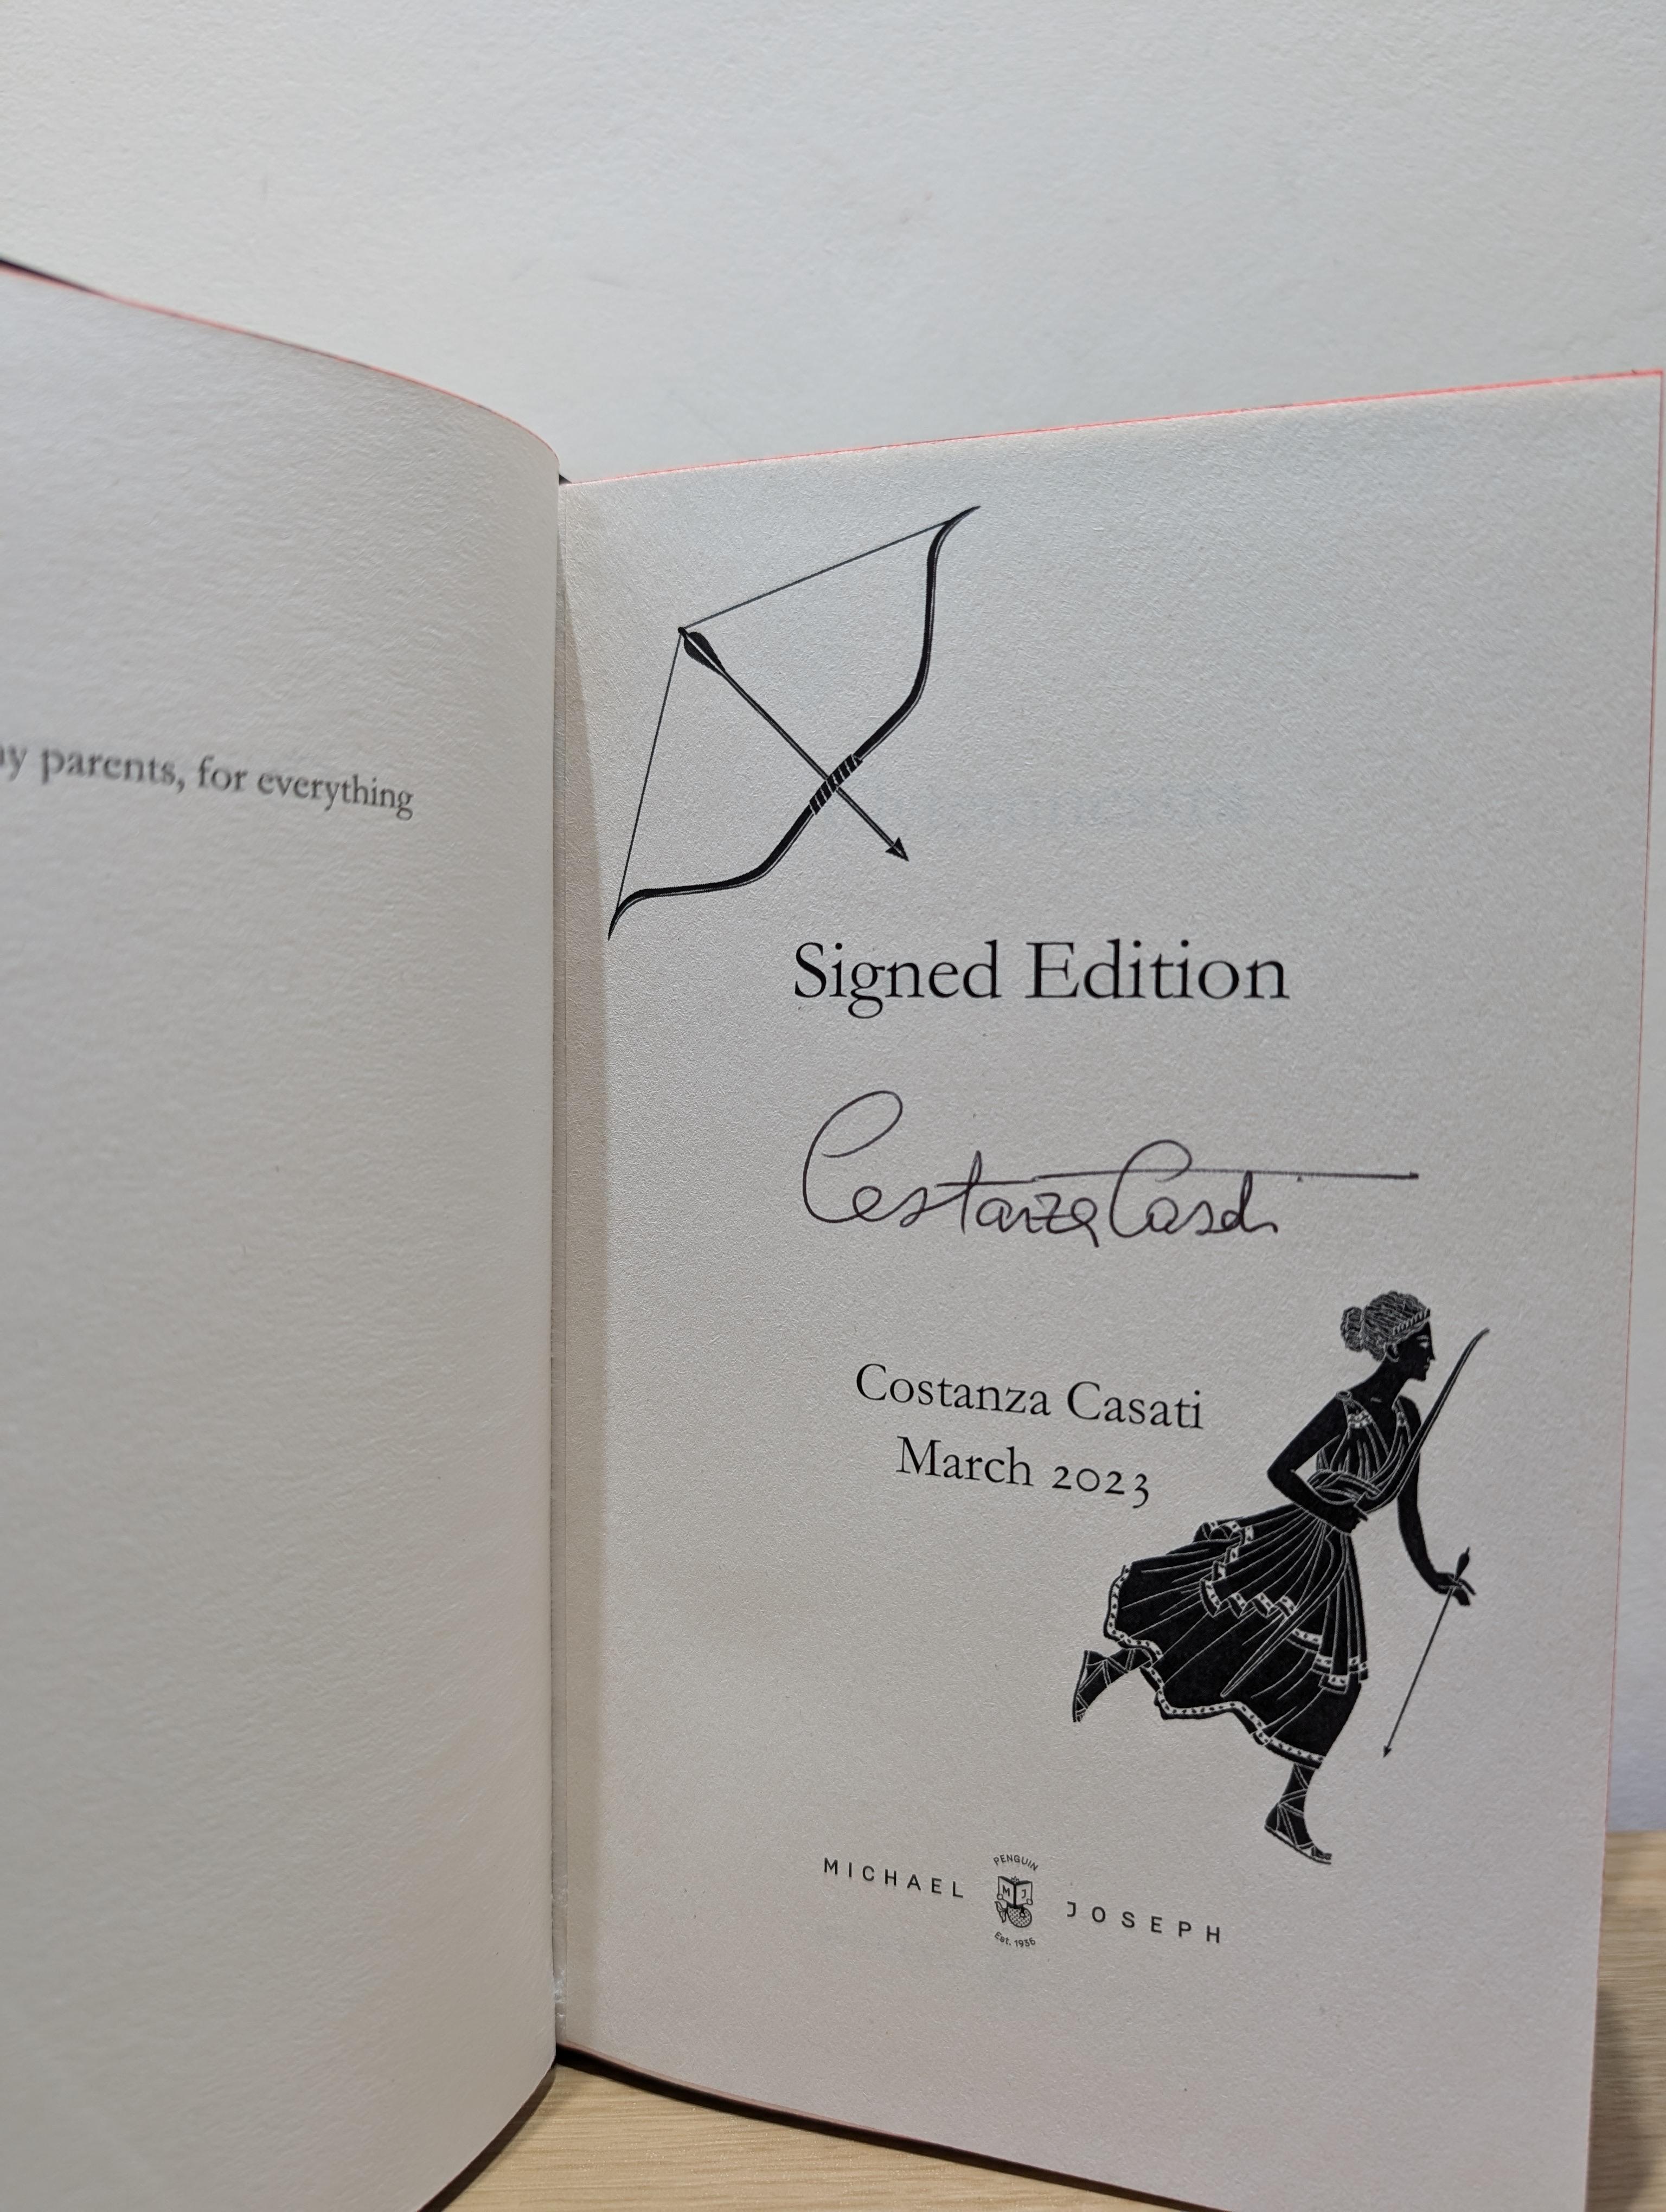 parents, for everything
Signed Edition
Costanza Casati
Costanza Casati
March 2023
MICHAEL JOSEPH
PENGUIN
MJ
Est. 1935